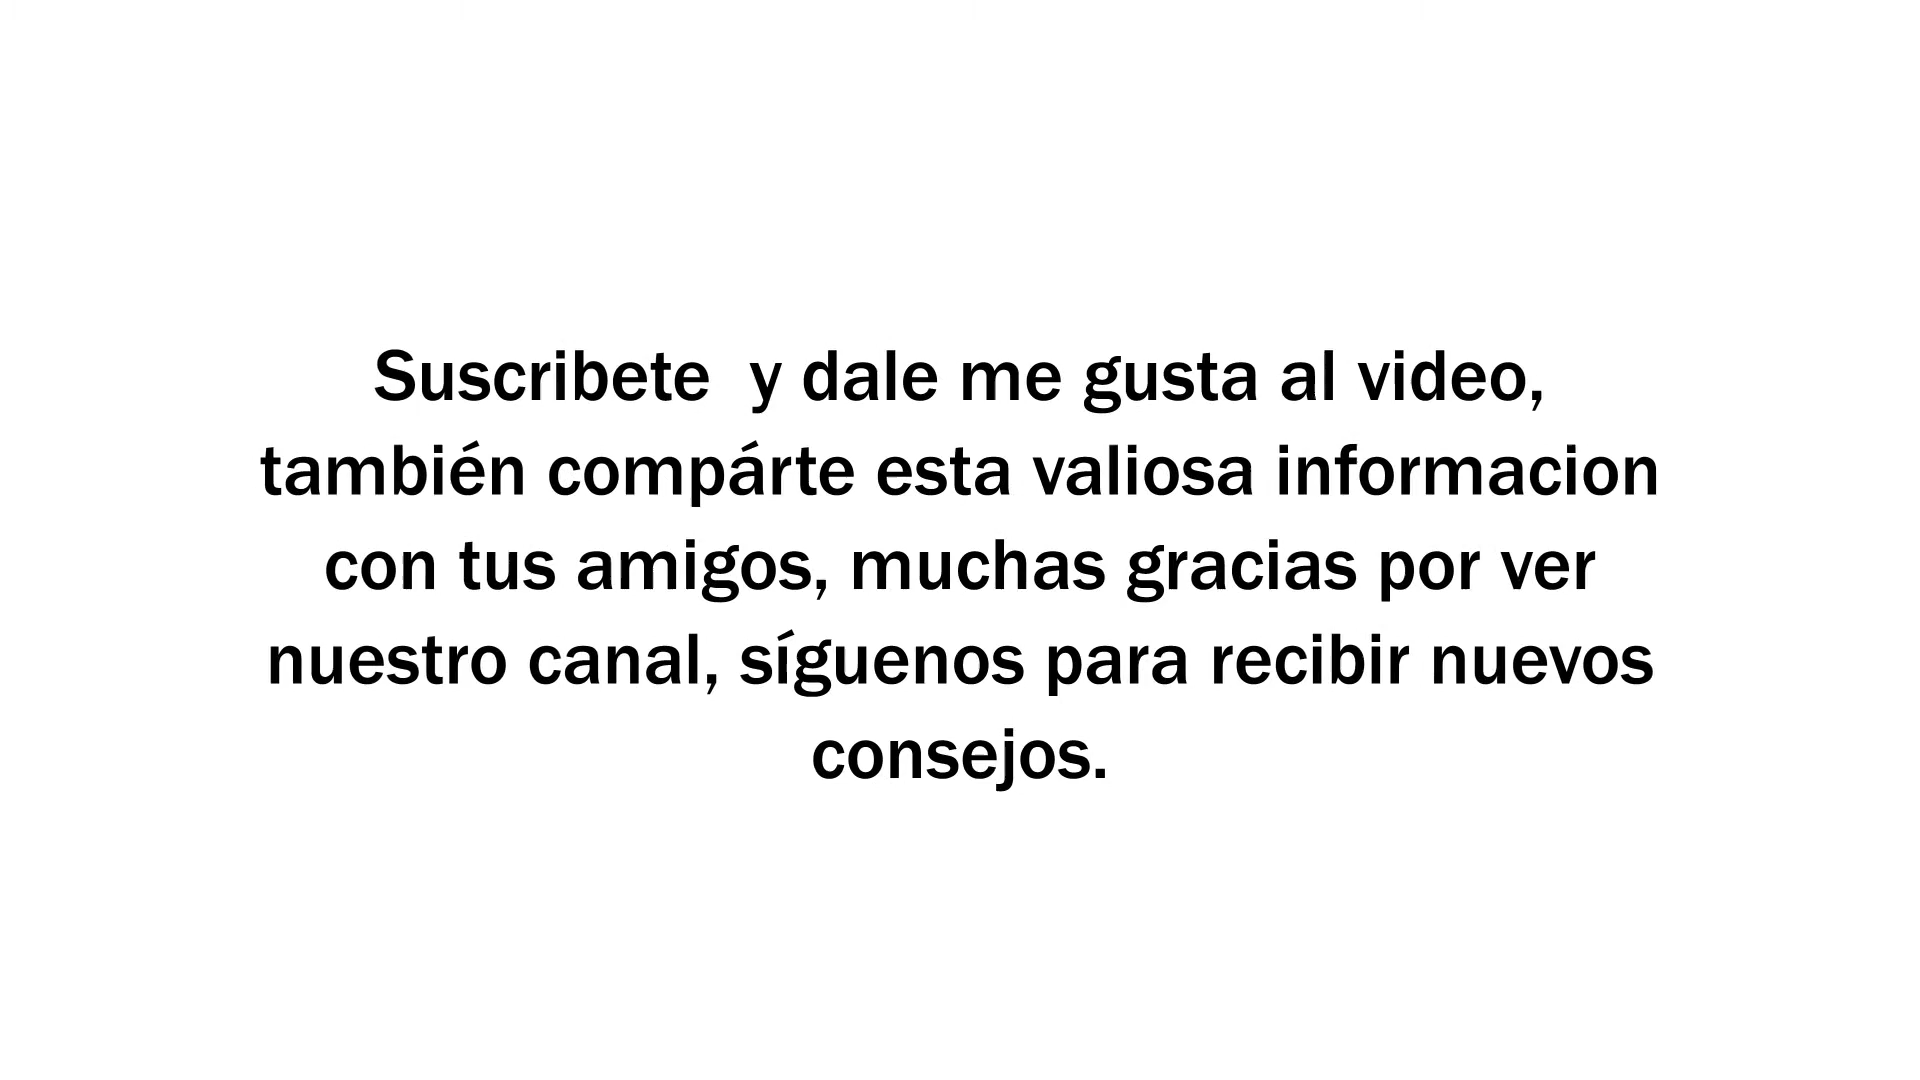 Suscribete  y dale me gusta al video,
también compárte esta valiosa informacion
con tus amigos, muchas gracias por ver
nuestro canal, síguenos para recibir nuevos
consejos.